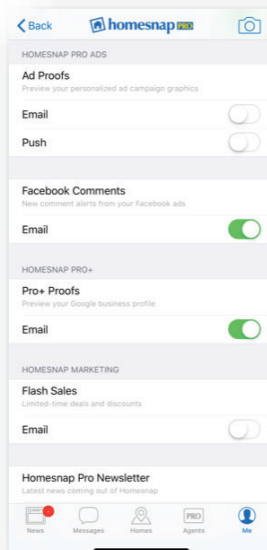 Back
homesnap PRO
HOMESNAP PRO ADS
Ad Proofs
Preview your personalized ad campaign graphics
Email
Push
Facebook Comments
New comment alerts from your Facebook ads
Email
HOMESNAP PRO+
Pro+ Proofs
Preview your Google business profile
Email
HOMESNAP MARKETING
Flash Sales
Limited-time deals and discounts
Email
Homesnap Pro Newsletter
Latest news coming out of Homesnap
PRO
News Messages Homes Agents Me